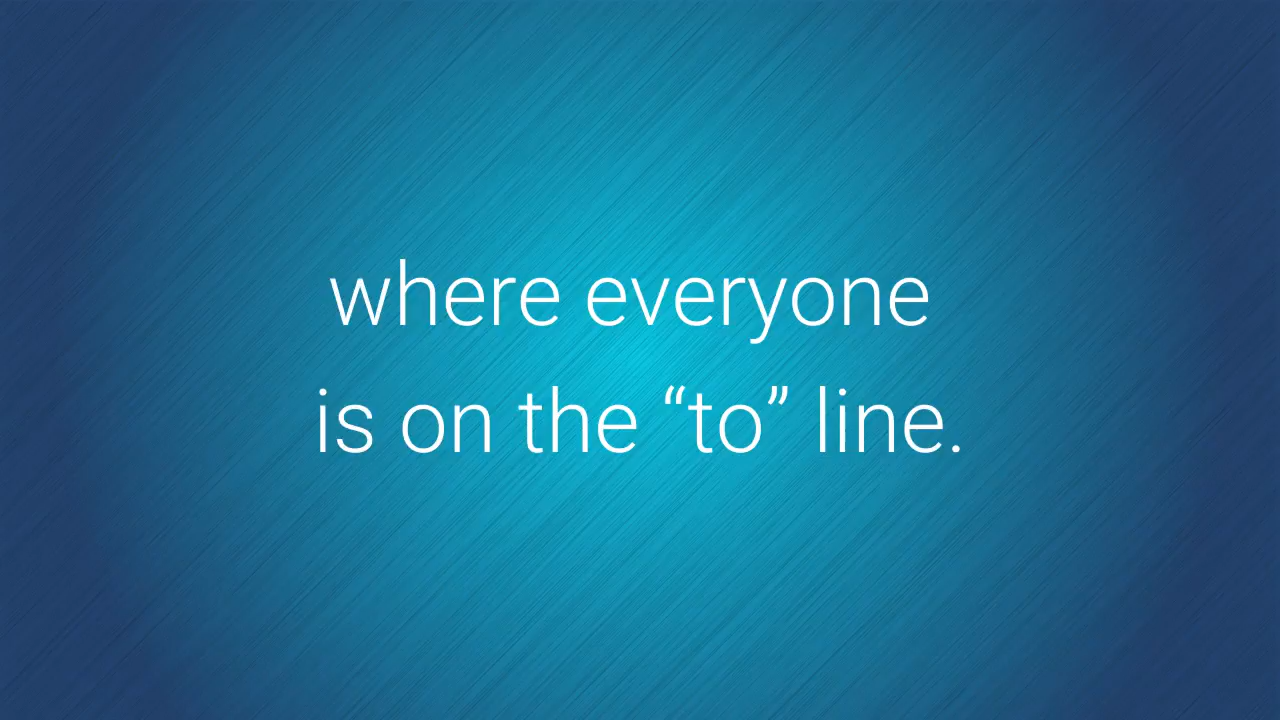 where everyone
is on the “to” line.